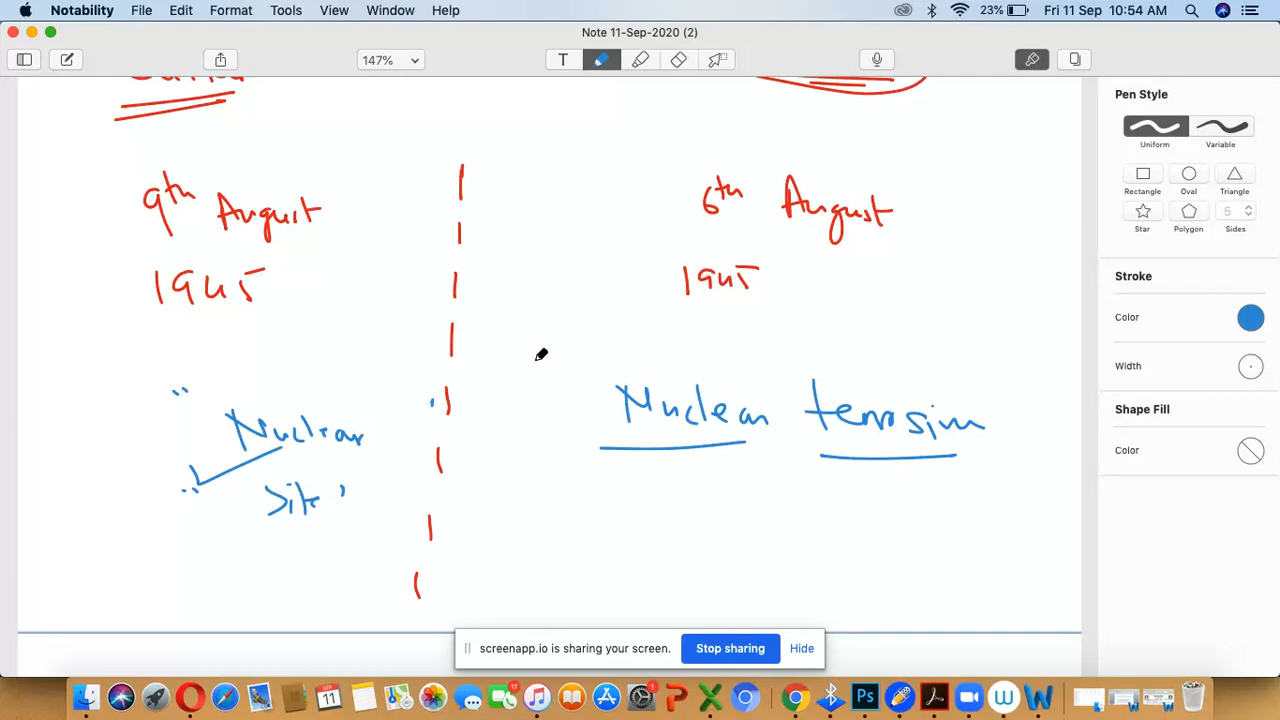 Notability File Edit Format Tools View Window Help
23% Fri 11 Sep 10:54 AM
Note 11-Sep-2020 (2)
147%
T
Pen Style
Uniform Variable
Rectangle Oval Triangle
5
Star Polygon Sides
Stroke
Color
Width
Shape Fill
Color
9th August
1945
6th August
1945
" Nuclear
" Site '
Nuclear terrosim
screenapp.io is sharing your screen. Stop sharing Hide